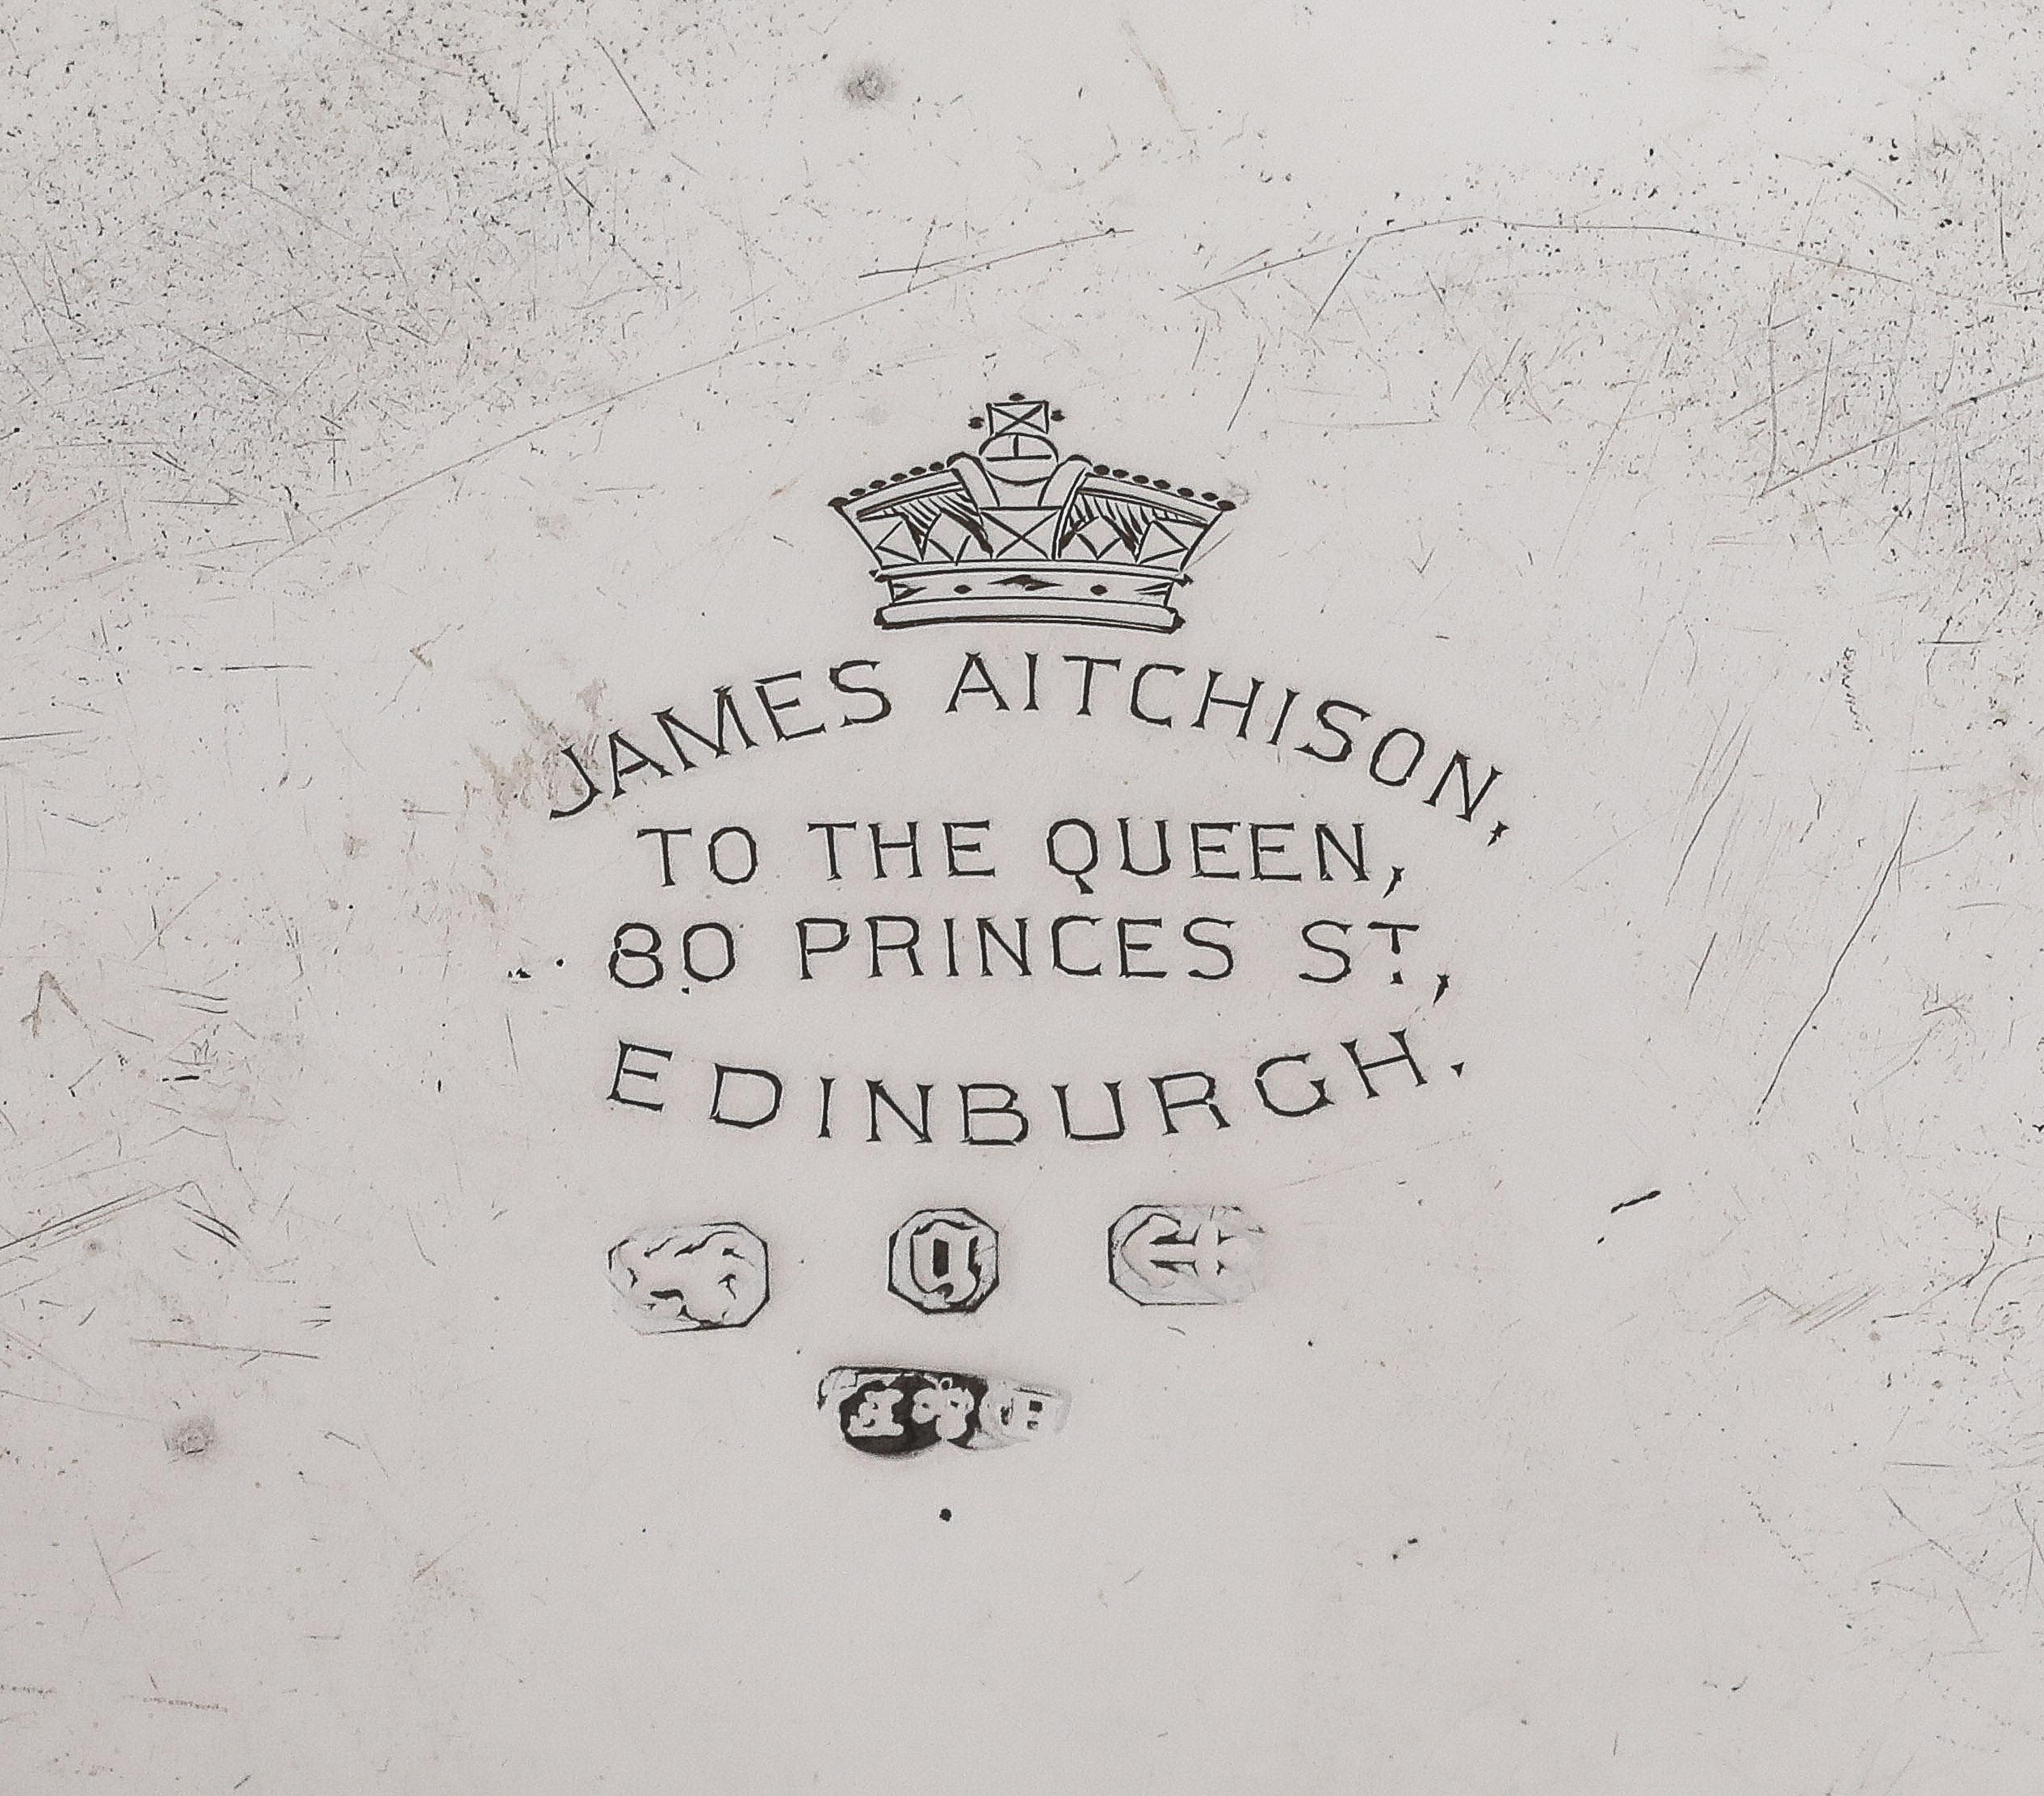 JAMES AITCHISON,
TO THE QUEEN,
80 PRINCES ST.,
EDINBURGH.